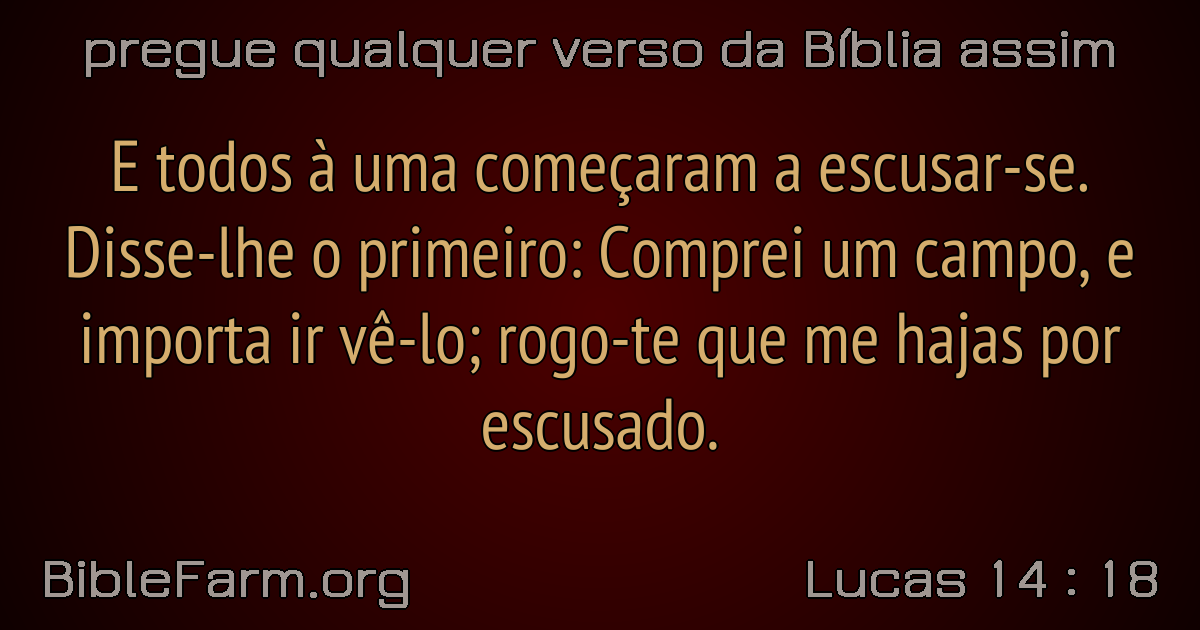 pregue qualquer verso da Bíblia assim
E todos à uma começaram a escusar-se.
Disse-lhe o primeiro: Comprei um campo, e
importa ir vê-lo; rogo-te que me hajas por
escusado.
BibleFarm.org
Lucas 14 : 18